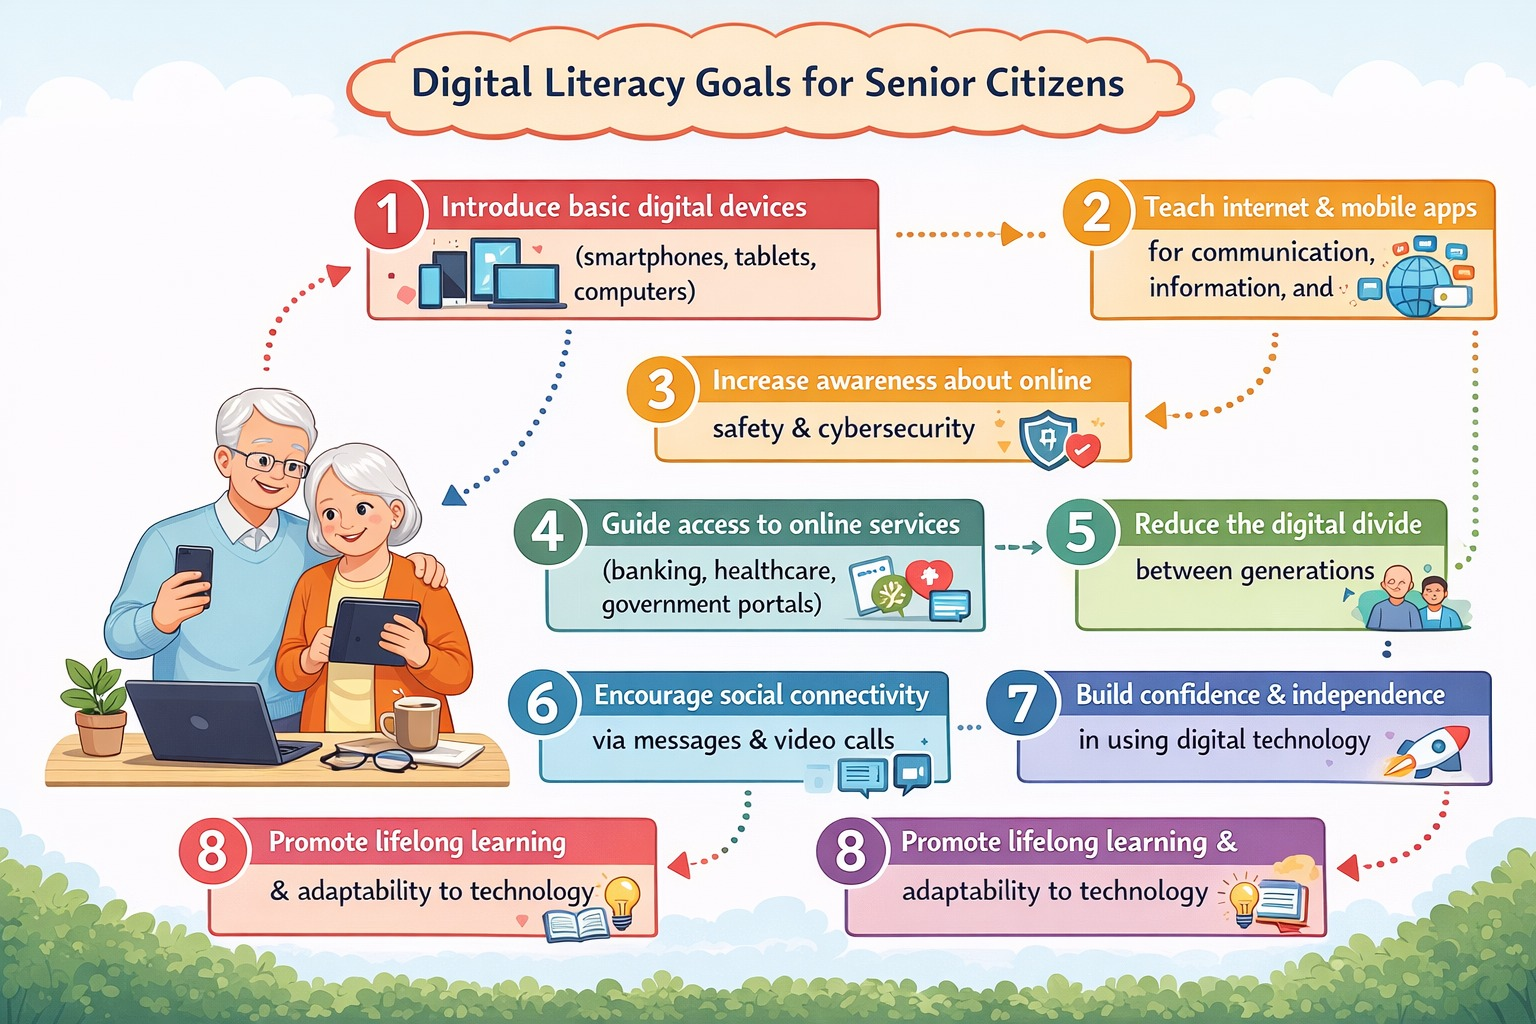 Digital Literacy Goals for Senior Citizens
1 Introduce basic digital devices
(smartphones, tablets,
computers)
2 Teach internet & mobile apps
for communication,
information, and
3 Increase awareness about online
safety & cybersecurity
4 Guide access to online services
(banking, healthcare,
government portals)
5 Reduce the digital divide
between generations
6 Encourage social connectivity
via messages & video calls
7 Build confidence & independence
in using digital technology
8 Promote lifelong learning
& adaptability to technology
8 Promote lifelong learning &
adaptability to technology